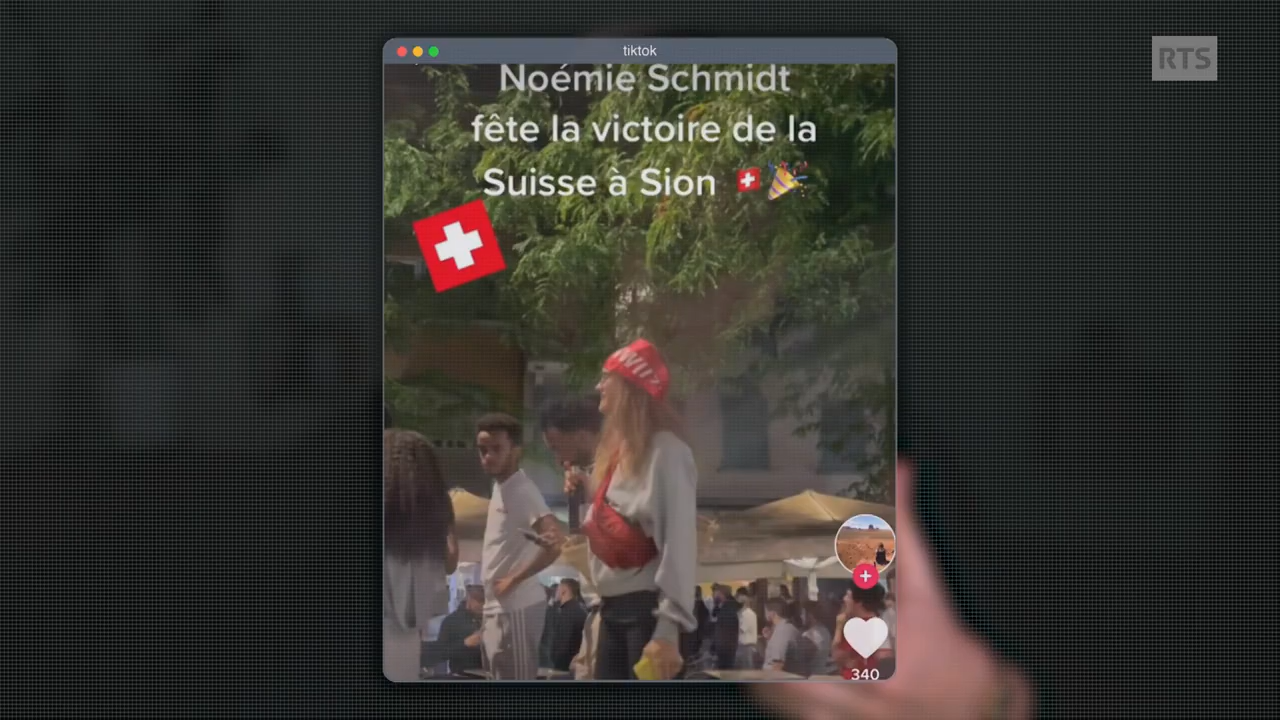 tiktok
RTS
Noémie Schmidt
fête la victoire de la
Suisse à Sion
340